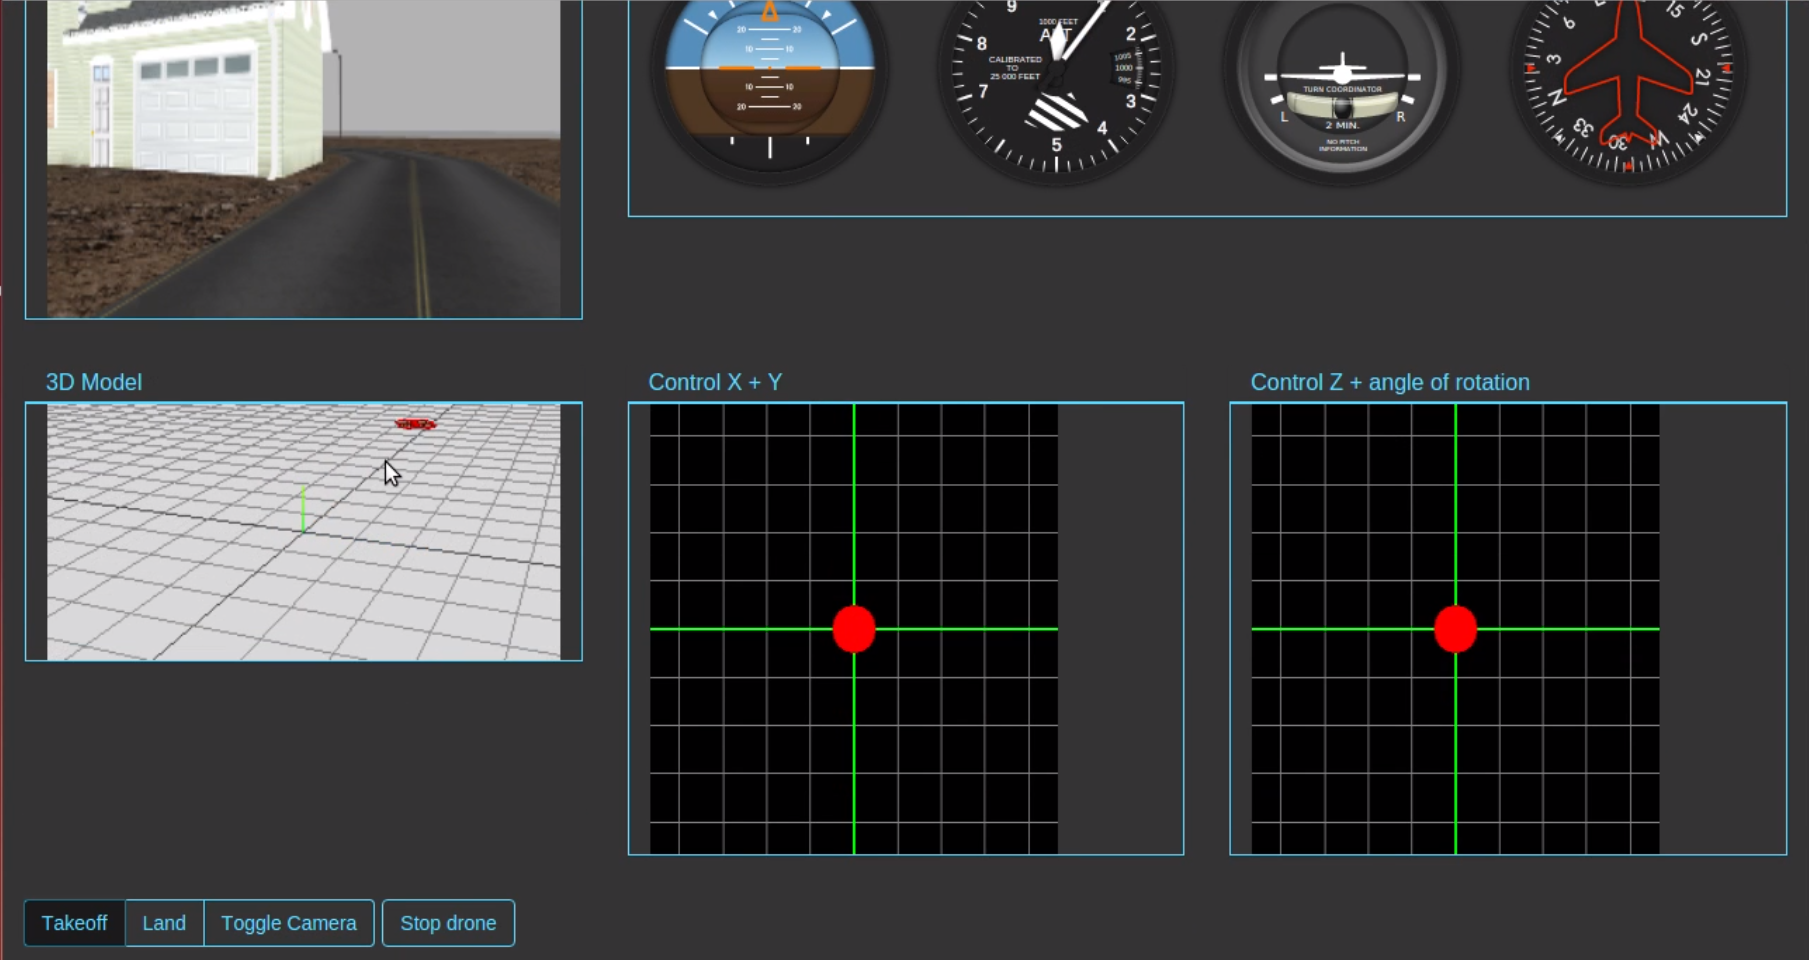 20 20
10 10
10 10
20 20
9
1000 FEET
ALT
8
2
CALIBRATED
TO
25 000 FEET
1005
1000
995
7
3
4
5
TURN COORDINATOR
L
R
2 MIN.
NO PITCH
INFORMATION
6
15
3
S
21
N
24
33
30
W
3D Model
Control X + Y
Control Z + angle of rotation
Takeoff
Land
Toggle Camera
Stop drone